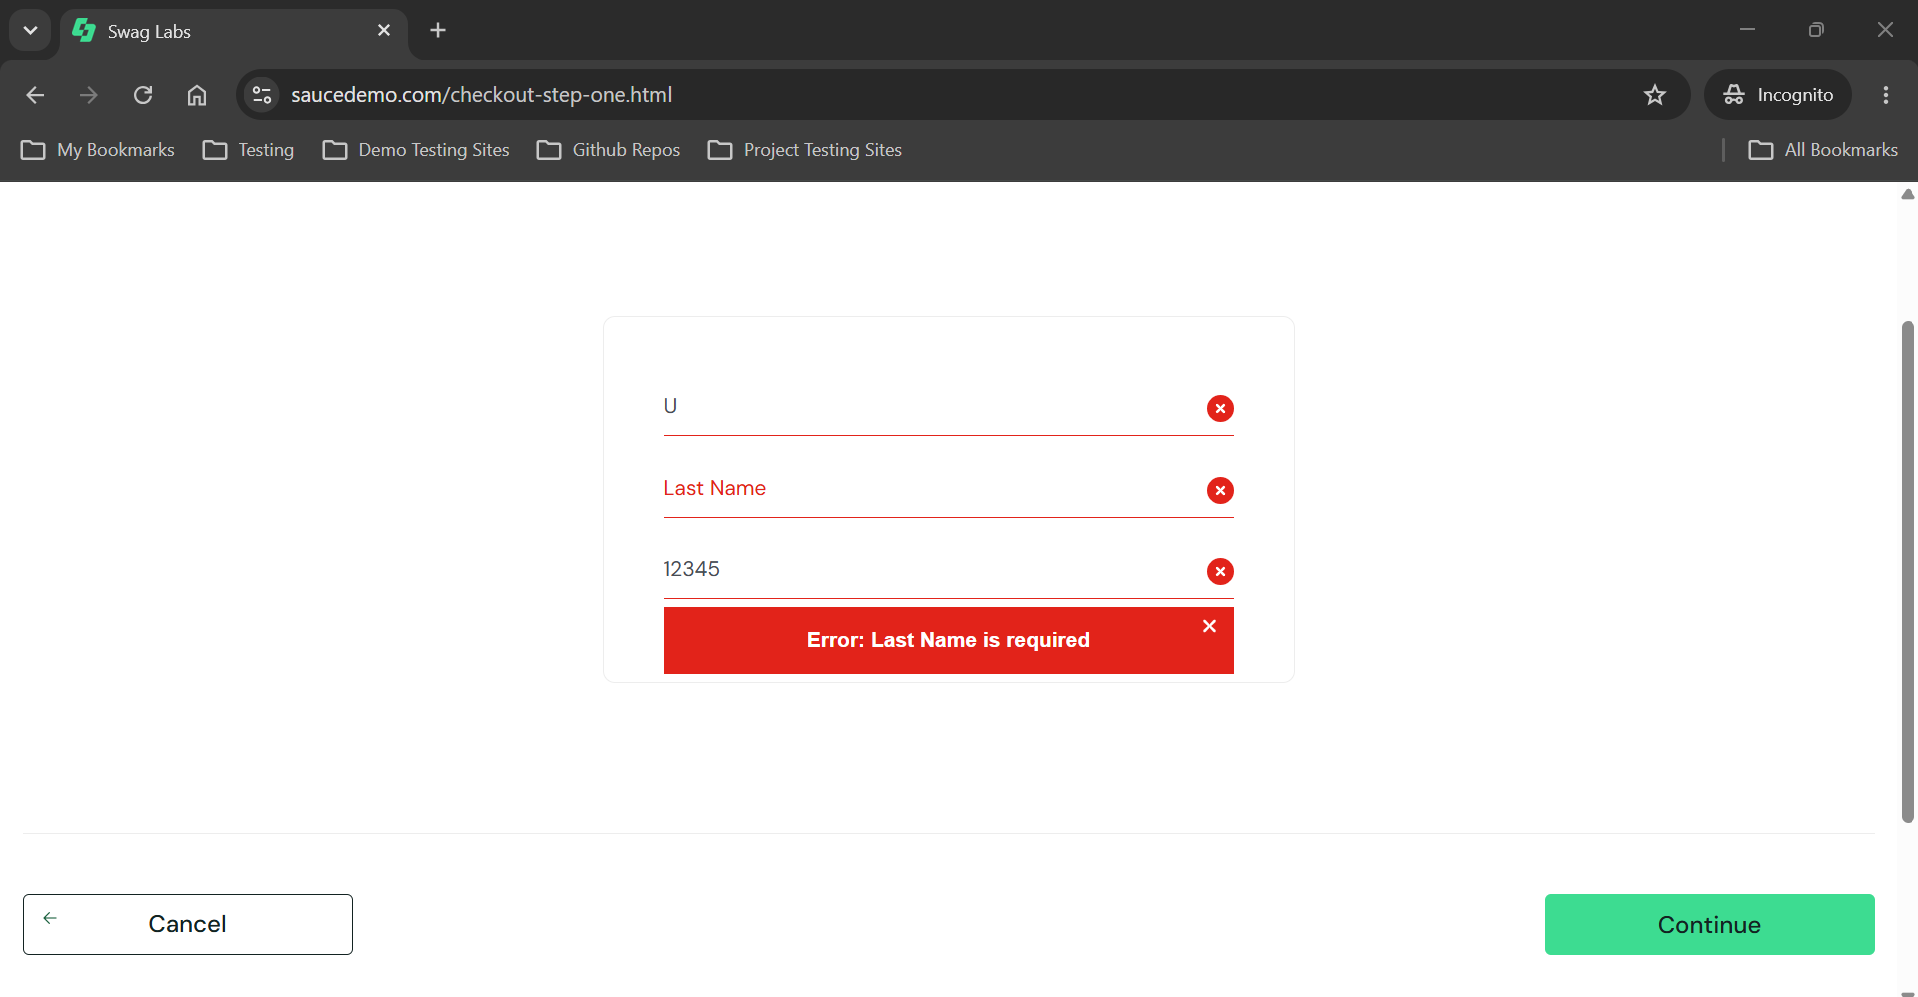 Swag Labs
saucedemo.com/checkout-step-one.html
Incognito
My Bookmarks Testing Demo Testing Sites Github Repos Project Testing Sites All Bookmarks
U
Last Name
12345
Error: Last Name is required
Cancel Continue